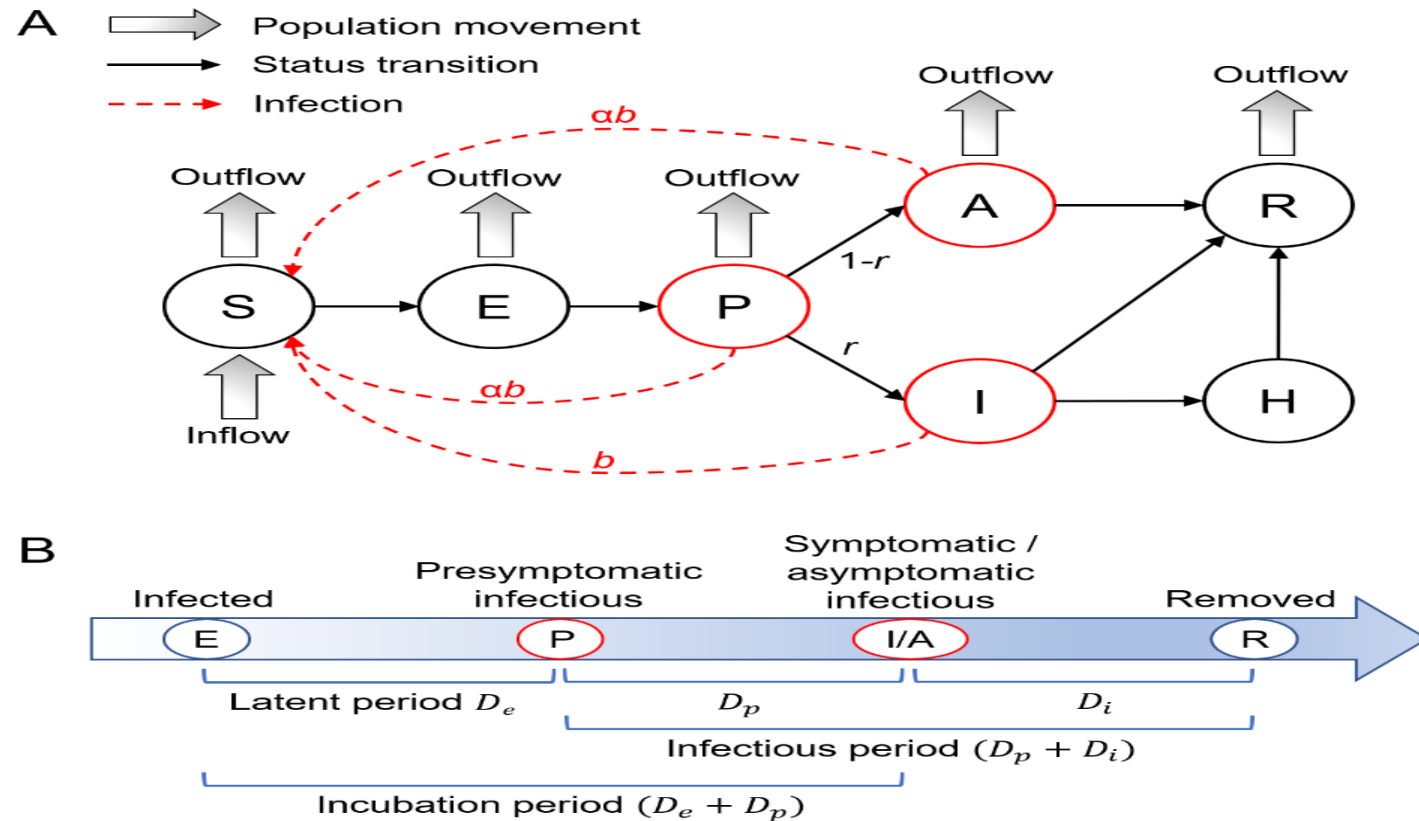 A
Population movement
Status transition
Infection
Outflow
Outflow
αb
Outflow
Outflow
Outflow
A
R
1-r
S
E
P
r
αb
I
H
Inflow
b
B
Symptomatic /
Presymptomatic
asymptomatic
Infected
infectious
infectious
Removed
E
P
I/A
R
Latent period Dₑ
Dₚ
Dᵢ
Infectious period (Dₚ + Dᵢ)
Incubation period (Dₑ + Dₚ)